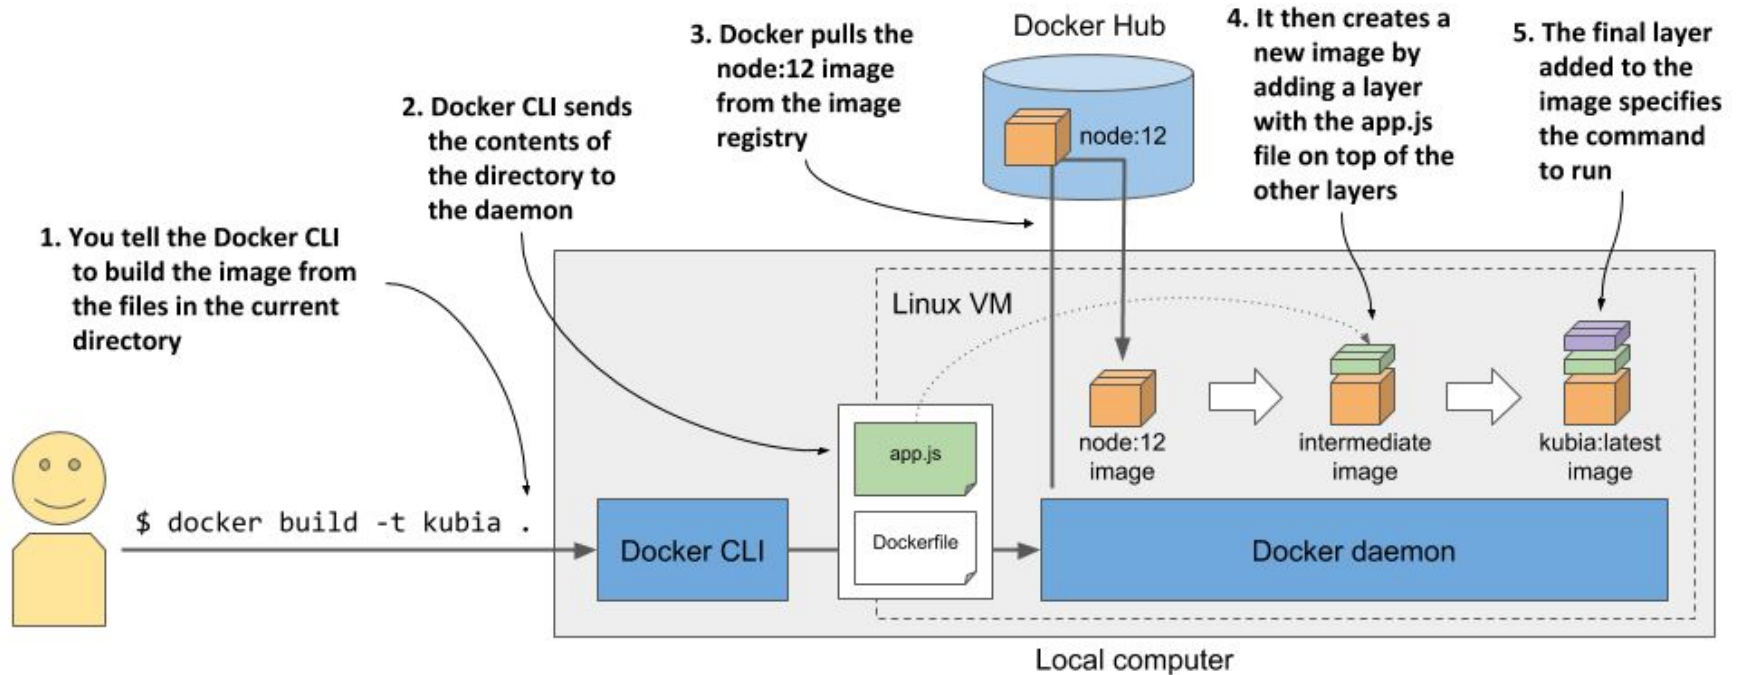 1. You tell the Docker CLI
to build the image from
the files in the current
directory
2. Docker CLI sends
the contents of
the directory to
the daemon
3. Docker pulls the
node:12 image
from the image
registry
Docker Hub
node:12
4. It then creates a
new image by
adding a layer
with the app.js
file on top of the
other layers
5. The final layer
added to the
image specifies
the command
to run
Linux VM
app.js
Dockerfile
node:12
image
intermediate
image
kubia:latest
image
$ docker build -t kubia .
Docker CLI
Docker daemon
Local computer